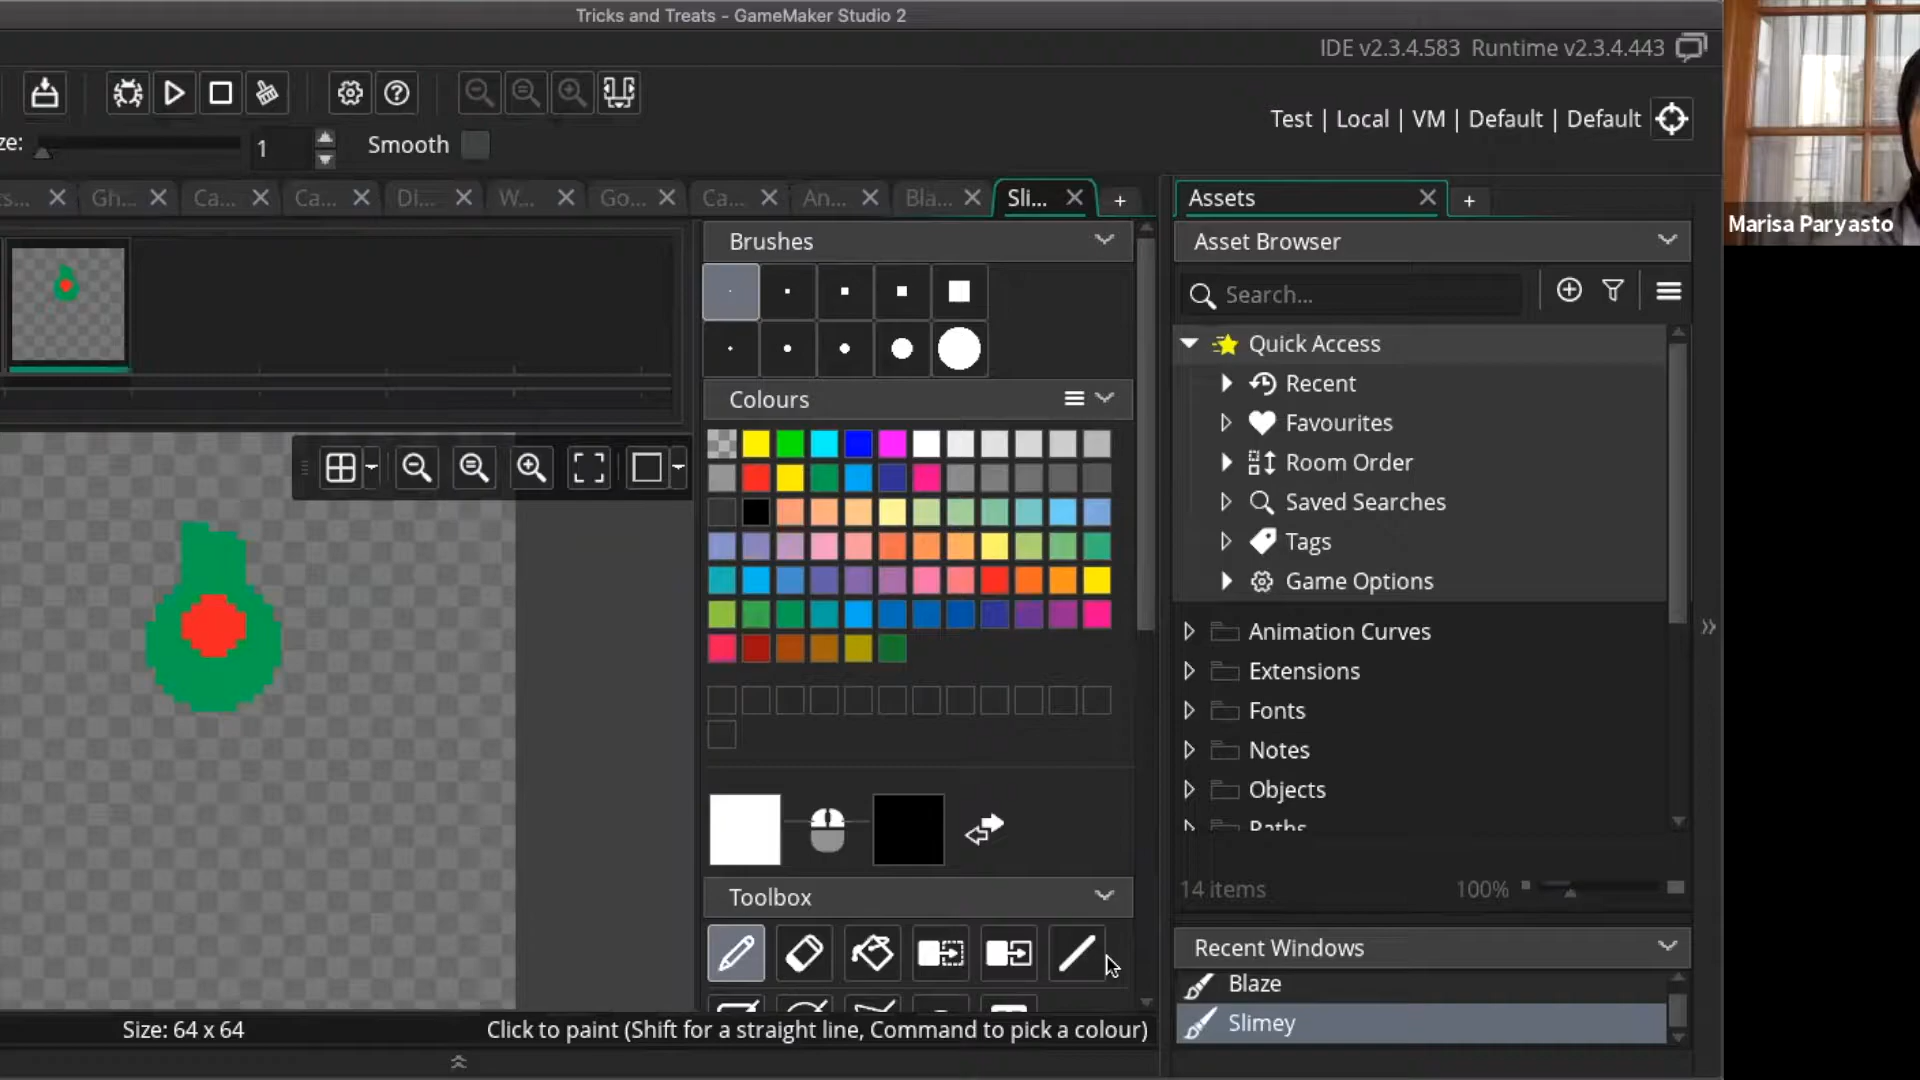 Tricks and Treats - GameMaker Studio 2
IDE v2.3.4.583 Runtime v2.3.4.443
Test | Local | VM | Default | Default
ze:
1
Smooth
s...
Gh...
Ca...
Ca...
Di...
W...
Go...
Ca...
An...
Bla...
Sli...
Assets
Marisa Paryasto
Brushes
Asset Browser
Search...
Quick Access
Recent
Colours
Favourites
Room Order
Saved Searches
Tags
Game Options
Animation Curves
Extensions
Fonts
Notes
Objects
Paths
14 items
100%
Toolbox
Recent Windows
Blaze
Slimey
Size: 64 x 64
Click to paint (Shift for a straight line, Command to pick a colour)